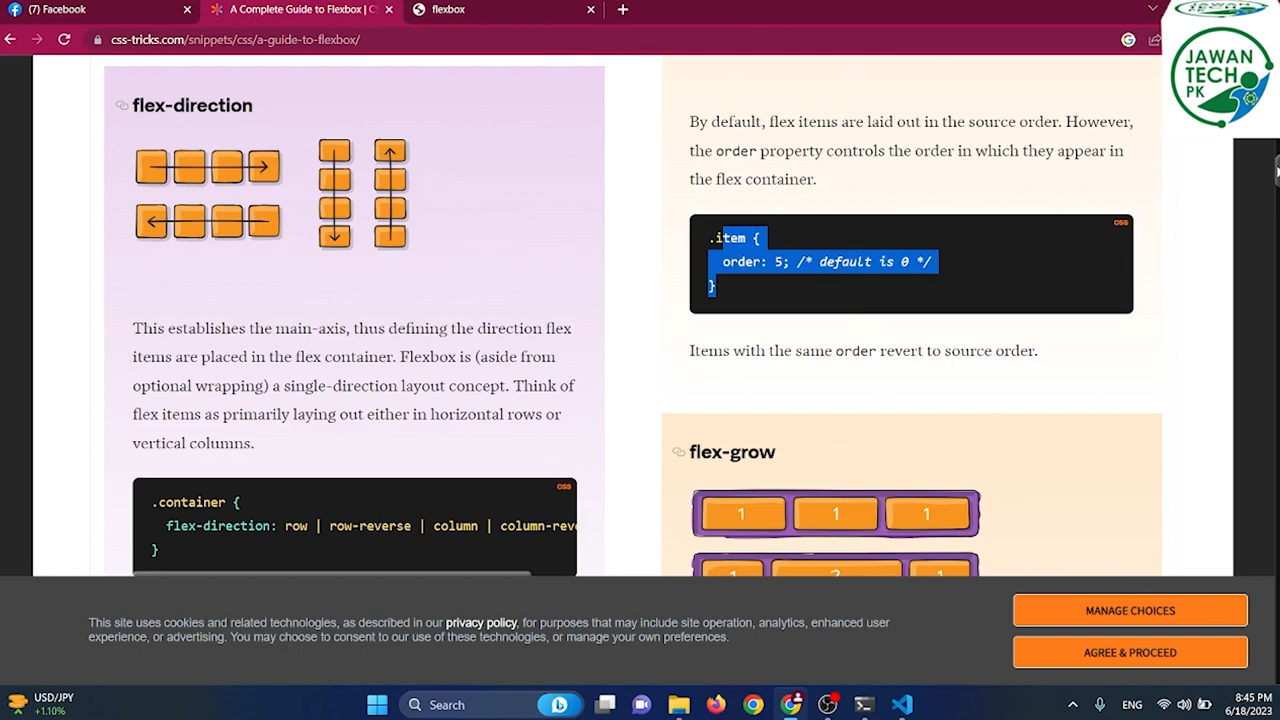 (7) Facebook
A Complete Guide to Flexbox | C
flexbox
css-tricks.com/snippets/css/a-guide-to-flexbox/
JAWAN
TECH
PK
flex-direction
This establishes the main-axis, thus defining the direction flex
items are placed in the flex container. Flexbox is (aside from
optional wrapping) a single-direction layout concept. Think of
flex items as primarily laying out either in horizontal rows or
vertical columns.
CSS
.container {
flex-direction: row | row-reverse | column | column-reve
}
By default, flex items are laid out in the source order. However,
the order property controls the order in which they appear in
the flex container.
CSS
.item {
order: 5; /* default is 0 */
}
Items with the same order revert to source order.
flex-grow
1 1 1
1 2 1
This site uses cookies and related technologies, as described in our privacy policy, for purposes that may include site operation, analytics, enhanced user
experience, or advertising. You may choose to consent to our use of these technologies, or manage your own preferences.
MANAGE CHOICES
AGREE & PROCEED
USD/JPY
+1.10%
Search
ENG
8:45 PM
6/18/2023